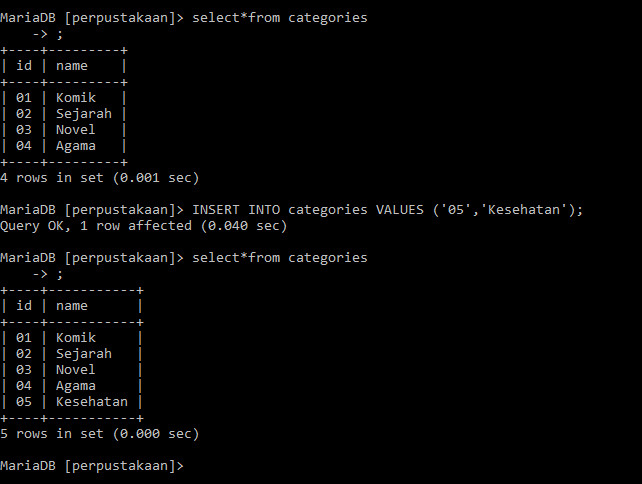 MariaDB [perpustakaan]> select*from categories
    -> ;
+----+---------+
| id | name    |
+----+---------+
| 01 | Komik   |
| 02 | Sejarah |
| 03 | Novel   |
| 04 | Agama   |
+----+---------+
4 rows in set (0.001 sec)
MariaDB [perpustakaan]> INSERT INTO categories VALUES ('05','Kesehatan');
Query OK, 1 row affected (0.040 sec)
MariaDB [perpustakaan]> select*from categories
    -> ;
+----+-----------+
| id | name      |
+----+-----------+
| 01 | Komik     |
| 02 | Sejarah   |
| 03 | Novel     |
| 04 | Agama     |
| 05 | Kesehatan |
+----+-----------+
5 rows in set (0.000 sec)
MariaDB [perpustakaan]>